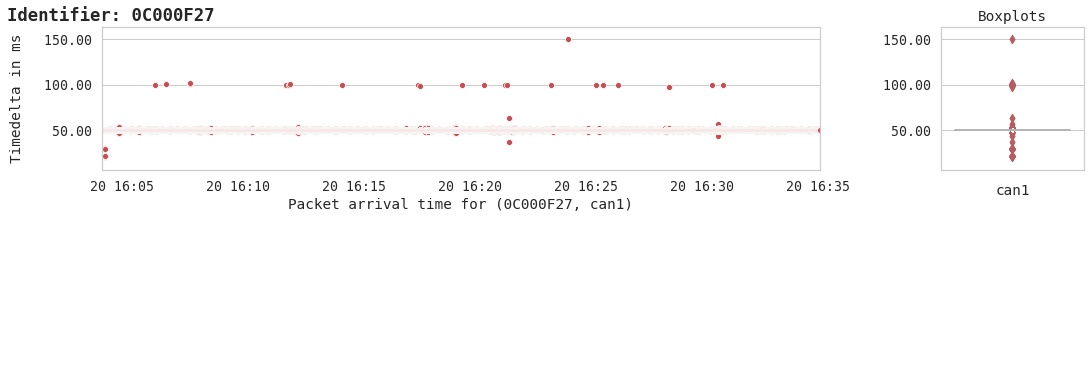 Identifier: 0C000F27
Boxplots
Timedelta in ms
150.00
100.00
50.00
150.00
100.00
50.00
20 16:05 20 16:10 20 16:15 20 16:20 20 16:25 20 16:30 20 16:35
can1
Packet arrival time for (0C000F27, can1)